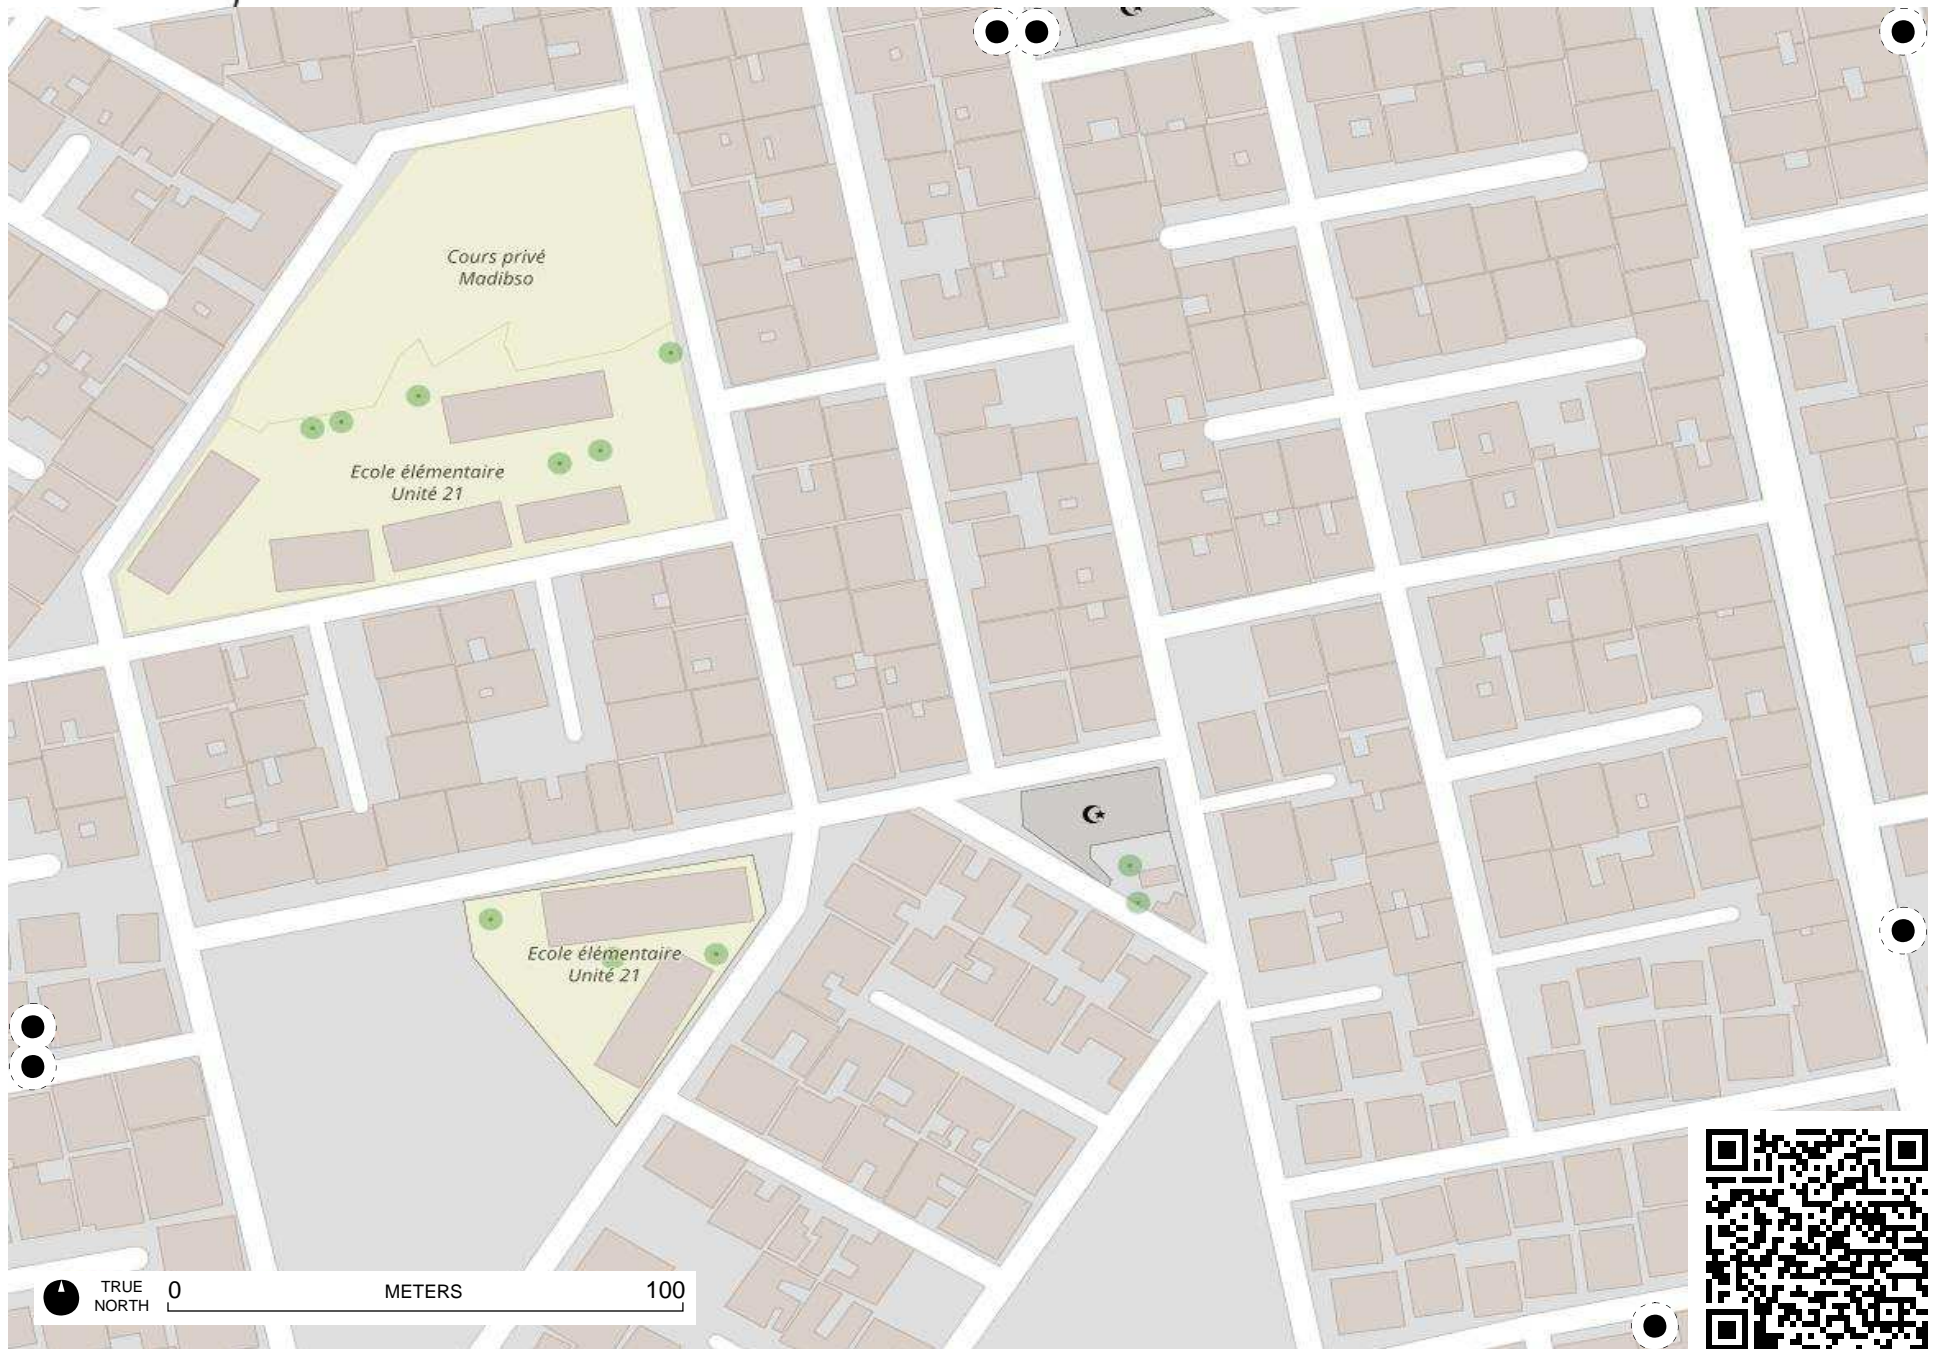 Cours privé
Madibso
Ecole élémentaire
Unité 21
Ecole élémentaire
Unité 21
TRUE
NORTH
0
METERS
100